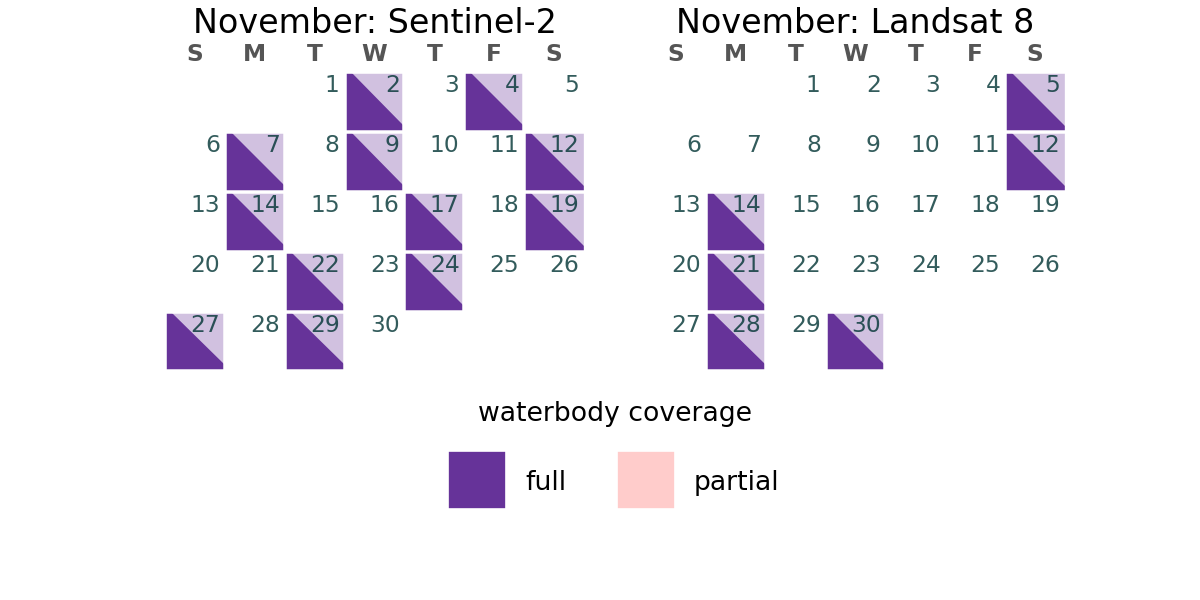 November: Sentinel-2
S M T W T F S
1 2 3 4 5
6 7 8 9 10 11 12
13 14 15 16 17 18 19
20 21 22 23 24 25 26
27 28 29 30
November: Landsat 8
S M T W T F S
1 2 3 4 5
6 7 8 9 10 11 12
13 14 15 16 17 18 19
20 21 22 23 24 25 26
27 28 29 30
waterbody coverage
full partial